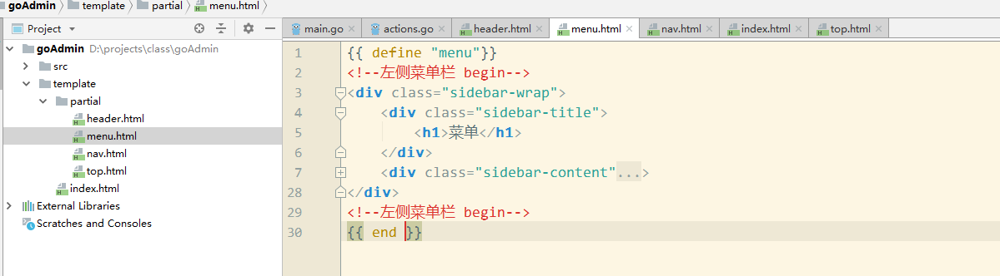 goAdmin template partial menu.html
Project
main.go actions.go header.html menu.html nav.html index.html top.html
goAdmin D:\projects\class\goAdmin
src
template
partial
header.html
menu.html
nav.html
top.html
index.html
External Libraries
Scratches and Consoles
1 {{ define "menu"}}
2 <!--左侧菜单栏 begin-->
3 <div class="sidebar-wrap">
4 <div class="sidebar-title">
5 <h1>菜单</h1>
6 </div>
7 <div class="sidebar-content"...>
28 </div>
29 <!--左侧菜单栏 begin-->
30 {{ end }}